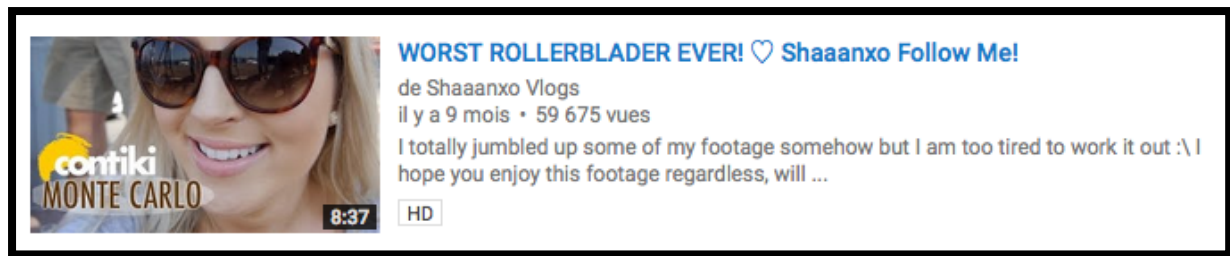 WORST ROLLERBLADER EVER! ♡ Shaaanxo Follow Me!
de Shaaanxo Vlogs
il y a 9 mois • 59 675 vues
I totally jumbled up some of my footage somehow but I am too tired to work it out :\ I
hope you enjoy this footage regardless, will ...
HD
contiki
MONTE CARLO
8:37